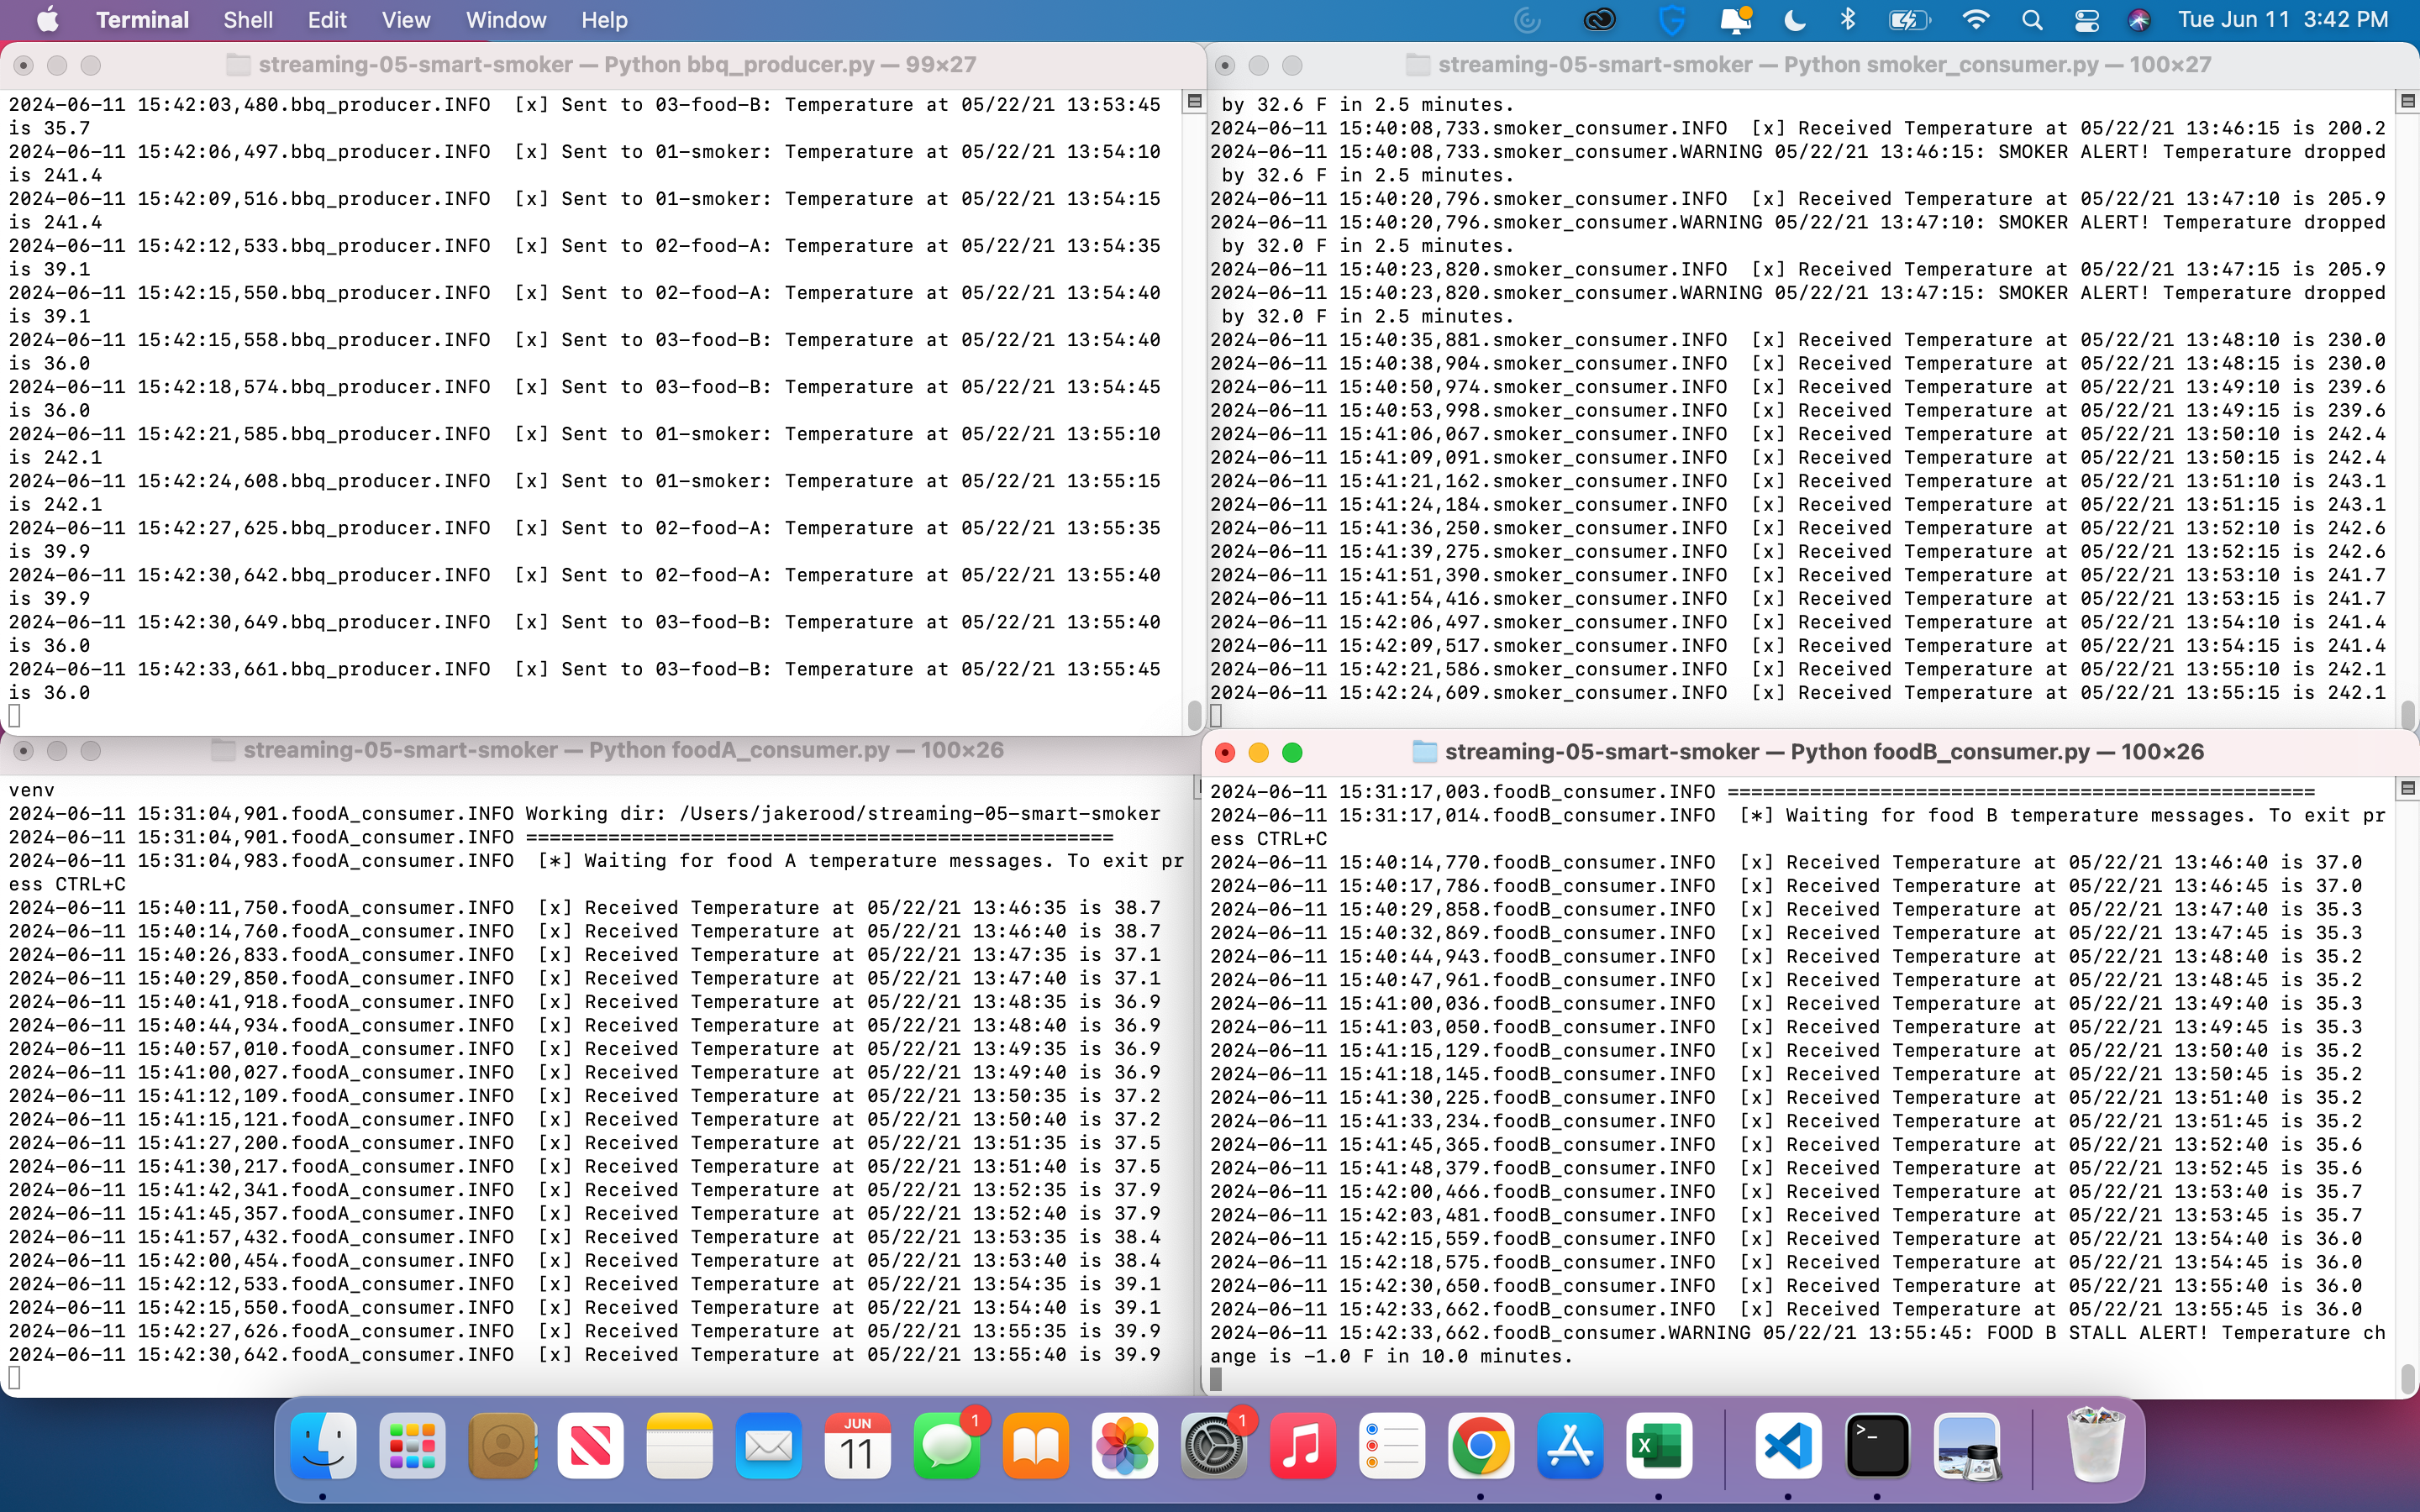 Terminal Shell Edit View Window Help Tue Jun 11 3:42 PM
streaming-05-smart-smoker — Python bbq_producer.py — 99×27
2024-06-11 15:42:03,480.bbq_producer.INFO  [x] Sent to 03-food-B: Temperature at 05/22/21 13:53:45
is 35.7
2024-06-11 15:42:06,497.bbq_producer.INFO  [x] Sent to 01-smoker: Temperature at 05/22/21 13:54:10
is 241.4
2024-06-11 15:42:09,516.bbq_producer.INFO  [x] Sent to 01-smoker: Temperature at 05/22/21 13:54:15
is 241.4
2024-06-11 15:42:12,533.bbq_producer.INFO  [x] Sent to 02-food-A: Temperature at 05/22/21 13:54:35
is 39.1
2024-06-11 15:42:15,550.bbq_producer.INFO  [x] Sent to 02-food-A: Temperature at 05/22/21 13:54:40
is 39.1
2024-06-11 15:42:15,558.bbq_producer.INFO  [x] Sent to 03-food-B: Temperature at 05/22/21 13:54:40
is 36.0
2024-06-11 15:42:18,574.bbq_producer.INFO  [x] Sent to 03-food-B: Temperature at 05/22/21 13:54:45
is 36.0
2024-06-11 15:42:21,585.bbq_producer.INFO  [x] Sent to 01-smoker: Temperature at 05/22/21 13:55:10
is 242.1
2024-06-11 15:42:24,608.bbq_producer.INFO  [x] Sent to 01-smoker: Temperature at 05/22/21 13:55:15
is 242.1
2024-06-11 15:42:27,625.bbq_producer.INFO  [x] Sent to 02-food-A: Temperature at 05/22/21 13:55:35
is 39.9
2024-06-11 15:42:30,642.bbq_producer.INFO  [x] Sent to 02-food-A: Temperature at 05/22/21 13:55:40
is 39.9
2024-06-11 15:42:30,649.bbq_producer.INFO  [x] Sent to 03-food-B: Temperature at 05/22/21 13:55:40
is 36.0
2024-06-11 15:42:33,661.bbq_producer.INFO  [x] Sent to 03-food-B: Temperature at 05/22/21 13:55:45
is 36.0
streaming-05-smart-smoker — Python smoker_consumer.py — 100×27
by 32.6 F in 2.5 minutes.
2024-06-11 15:40:08,733.smoker_consumer.INFO  [x] Received Temperature at 05/22/21 13:46:15 is 200.2
2024-06-11 15:40:08,733.smoker_consumer.WARNING 05/22/21 13:46:15: SMOKER ALERT! Temperature dropped
by 32.6 F in 2.5 minutes.
2024-06-11 15:40:20,796.smoker_consumer.INFO  [x] Received Temperature at 05/22/21 13:47:10 is 205.9
2024-06-11 15:40:20,796.smoker_consumer.WARNING 05/22/21 13:47:10: SMOKER ALERT! Temperature dropped
by 32.0 F in 2.5 minutes.
2024-06-11 15:40:23,820.smoker_consumer.INFO  [x] Received Temperature at 05/22/21 13:47:15 is 205.9
2024-06-11 15:40:23,820.smoker_consumer.WARNING 05/22/21 13:47:15: SMOKER ALERT! Temperature dropped
by 32.0 F in 2.5 minutes.
2024-06-11 15:40:35,881.smoker_consumer.INFO  [x] Received Temperature at 05/22/21 13:48:10 is 230.0
2024-06-11 15:40:38,904.smoker_consumer.INFO  [x] Received Temperature at 05/22/21 13:48:15 is 230.0
2024-06-11 15:40:50,974.smoker_consumer.INFO  [x] Received Temperature at 05/22/21 13:49:10 is 239.6
2024-06-11 15:40:53,998.smoker_consumer.INFO  [x] Received Temperature at 05/22/21 13:49:15 is 239.6
2024-06-11 15:41:06,067.smoker_consumer.INFO  [x] Received Temperature at 05/22/21 13:50:10 is 242.4
2024-06-11 15:41:09,091.smoker_consumer.INFO  [x] Received Temperature at 05/22/21 13:50:15 is 242.4
2024-06-11 15:41:21,162.smoker_consumer.INFO  [x] Received Temperature at 05/22/21 13:51:10 is 243.1
2024-06-11 15:41:24,184.smoker_consumer.INFO  [x] Received Temperature at 05/22/21 13:51:15 is 243.1
2024-06-11 15:41:36,250.smoker_consumer.INFO  [x] Received Temperature at 05/22/21 13:52:10 is 242.6
2024-06-11 15:41:39,275.smoker_consumer.INFO  [x] Received Temperature at 05/22/21 13:52:15 is 242.6
2024-06-11 15:41:51,390.smoker_consumer.INFO  [x] Received Temperature at 05/22/21 13:53:10 is 241.7
2024-06-11 15:41:54,416.smoker_consumer.INFO  [x] Received Temperature at 05/22/21 13:53:15 is 241.7
2024-06-11 15:42:06,497.smoker_consumer.INFO  [x] Received Temperature at 05/22/21 13:54:10 is 241.4
2024-06-11 15:42:09,517.smoker_consumer.INFO  [x] Received Temperature at 05/22/21 13:54:15 is 241.4
2024-06-11 15:42:21,586.smoker_consumer.INFO  [x] Received Temperature at 05/22/21 13:55:10 is 242.1
2024-06-11 15:42:24,609.smoker_consumer.INFO  [x] Received Temperature at 05/22/21 13:55:15 is 242.1
streaming-05-smart-smoker — Python foodA_consumer.py — 100×26
venv
2024-06-11 15:31:04,901.foodA_consumer.INFO Working dir: /Users/jakerood/streaming-05-smart-smoker
2024-06-11 15:31:04,901.foodA_consumer.INFO ==================================================
2024-06-11 15:31:04,983.foodA_consumer.INFO  [*] Waiting for food A temperature messages. To exit pr
ess CTRL+C
2024-06-11 15:40:11,750.foodA_consumer.INFO  [x] Received Temperature at 05/22/21 13:46:35 is 38.7
2024-06-11 15:40:14,760.foodA_consumer.INFO  [x] Received Temperature at 05/22/21 13:46:40 is 38.7
2024-06-11 15:40:26,833.foodA_consumer.INFO  [x] Received Temperature at 05/22/21 13:47:35 is 37.1
2024-06-11 15:40:29,850.foodA_consumer.INFO  [x] Received Temperature at 05/22/21 13:47:40 is 37.1
2024-06-11 15:40:41,918.foodA_consumer.INFO  [x] Received Temperature at 05/22/21 13:48:35 is 36.9
2024-06-11 15:40:44,934.foodA_consumer.INFO  [x] Received Temperature at 05/22/21 13:48:40 is 36.9
2024-06-11 15:40:57,010.foodA_consumer.INFO  [x] Received Temperature at 05/22/21 13:49:35 is 36.9
2024-06-11 15:41:00,027.foodA_consumer.INFO  [x] Received Temperature at 05/22/21 13:49:40 is 36.9
2024-06-11 15:41:12,109.foodA_consumer.INFO  [x] Received Temperature at 05/22/21 13:50:35 is 37.2
2024-06-11 15:41:15,121.foodA_consumer.INFO  [x] Received Temperature at 05/22/21 13:50:40 is 37.2
2024-06-11 15:41:27,200.foodA_consumer.INFO  [x] Received Temperature at 05/22/21 13:51:35 is 37.5
2024-06-11 15:41:30,217.foodA_consumer.INFO  [x] Received Temperature at 05/22/21 13:51:40 is 37.5
2024-06-11 15:41:42,341.foodA_consumer.INFO  [x] Received Temperature at 05/22/21 13:52:35 is 37.9
2024-06-11 15:41:45,357.foodA_consumer.INFO  [x] Received Temperature at 05/22/21 13:52:40 is 37.9
2024-06-11 15:41:57,432.foodA_consumer.INFO  [x] Received Temperature at 05/22/21 13:53:35 is 38.4
2024-06-11 15:42:00,454.foodA_consumer.INFO  [x] Received Temperature at 05/22/21 13:53:40 is 38.4
2024-06-11 15:42:12,533.foodA_consumer.INFO  [x] Received Temperature at 05/22/21 13:54:35 is 39.1
2024-06-11 15:42:15,550.foodA_consumer.INFO  [x] Received Temperature at 05/22/21 13:54:40 is 39.1
2024-06-11 15:42:27,626.foodA_consumer.INFO  [x] Received Temperature at 05/22/21 13:55:35 is 39.9
2024-06-11 15:42:30,642.foodA_consumer.INFO  [x] Received Temperature at 05/22/21 13:55:40 is 39.9
streaming-05-smart-smoker — Python foodB_consumer.py — 100×26
2024-06-11 15:31:17,003.foodB_consumer.INFO ==================================================
2024-06-11 15:31:17,014.foodB_consumer.INFO  [*] Waiting for food B temperature messages. To exit pr
ess CTRL+C
2024-06-11 15:40:14,770.foodB_consumer.INFO  [x] Received Temperature at 05/22/21 13:46:40 is 37.0
2024-06-11 15:40:17,786.foodB_consumer.INFO  [x] Received Temperature at 05/22/21 13:46:45 is 37.0
2024-06-11 15:40:29,858.foodB_consumer.INFO  [x] Received Temperature at 05/22/21 13:47:40 is 35.3
2024-06-11 15:40:32,869.foodB_consumer.INFO  [x] Received Temperature at 05/22/21 13:47:45 is 35.3
2024-06-11 15:40:44,943.foodB_consumer.INFO  [x] Received Temperature at 05/22/21 13:48:40 is 35.2
2024-06-11 15:40:47,961.foodB_consumer.INFO  [x] Received Temperature at 05/22/21 13:48:45 is 35.2
2024-06-11 15:41:00,036.foodB_consumer.INFO  [x] Received Temperature at 05/22/21 13:49:40 is 35.3
2024-06-11 15:41:03,050.foodB_consumer.INFO  [x] Received Temperature at 05/22/21 13:49:45 is 35.3
2024-06-11 15:41:15,129.foodB_consumer.INFO  [x] Received Temperature at 05/22/21 13:50:40 is 35.2
2024-06-11 15:41:18,145.foodB_consumer.INFO  [x] Received Temperature at 05/22/21 13:50:45 is 35.2
2024-06-11 15:41:30,225.foodB_consumer.INFO  [x] Received Temperature at 05/22/21 13:51:40 is 35.2
2024-06-11 15:41:33,234.foodB_consumer.INFO  [x] Received Temperature at 05/22/21 13:51:45 is 35.2
2024-06-11 15:41:45,365.foodB_consumer.INFO  [x] Received Temperature at 05/22/21 13:52:40 is 35.6
2024-06-11 15:41:48,379.foodB_consumer.INFO  [x] Received Temperature at 05/22/21 13:52:45 is 35.6
2024-06-11 15:42:00,466.foodB_consumer.INFO  [x] Received Temperature at 05/22/21 13:53:40 is 35.7
2024-06-11 15:42:03,481.foodB_consumer.INFO  [x] Received Temperature at 05/22/21 13:53:45 is 35.7
2024-06-11 15:42:15,559.foodB_consumer.INFO  [x] Received Temperature at 05/22/21 13:54:40 is 36.0
2024-06-11 15:42:18,575.foodB_consumer.INFO  [x] Received Temperature at 05/22/21 13:54:45 is 36.0
2024-06-11 15:42:30,650.foodB_consumer.INFO  [x] Received Temperature at 05/22/21 13:55:40 is 36.0
2024-06-11 15:42:33,662.foodB_consumer.INFO  [x] Received Temperature at 05/22/21 13:55:45 is 36.0
2024-06-11 15:42:33,662.foodB_consumer.WARNING 05/22/21 13:55:45: FOOD B STALL ALERT! Temperature ch
ange is -1.0 F in 10.0 minutes.
JUN
11
1
1
X
>_